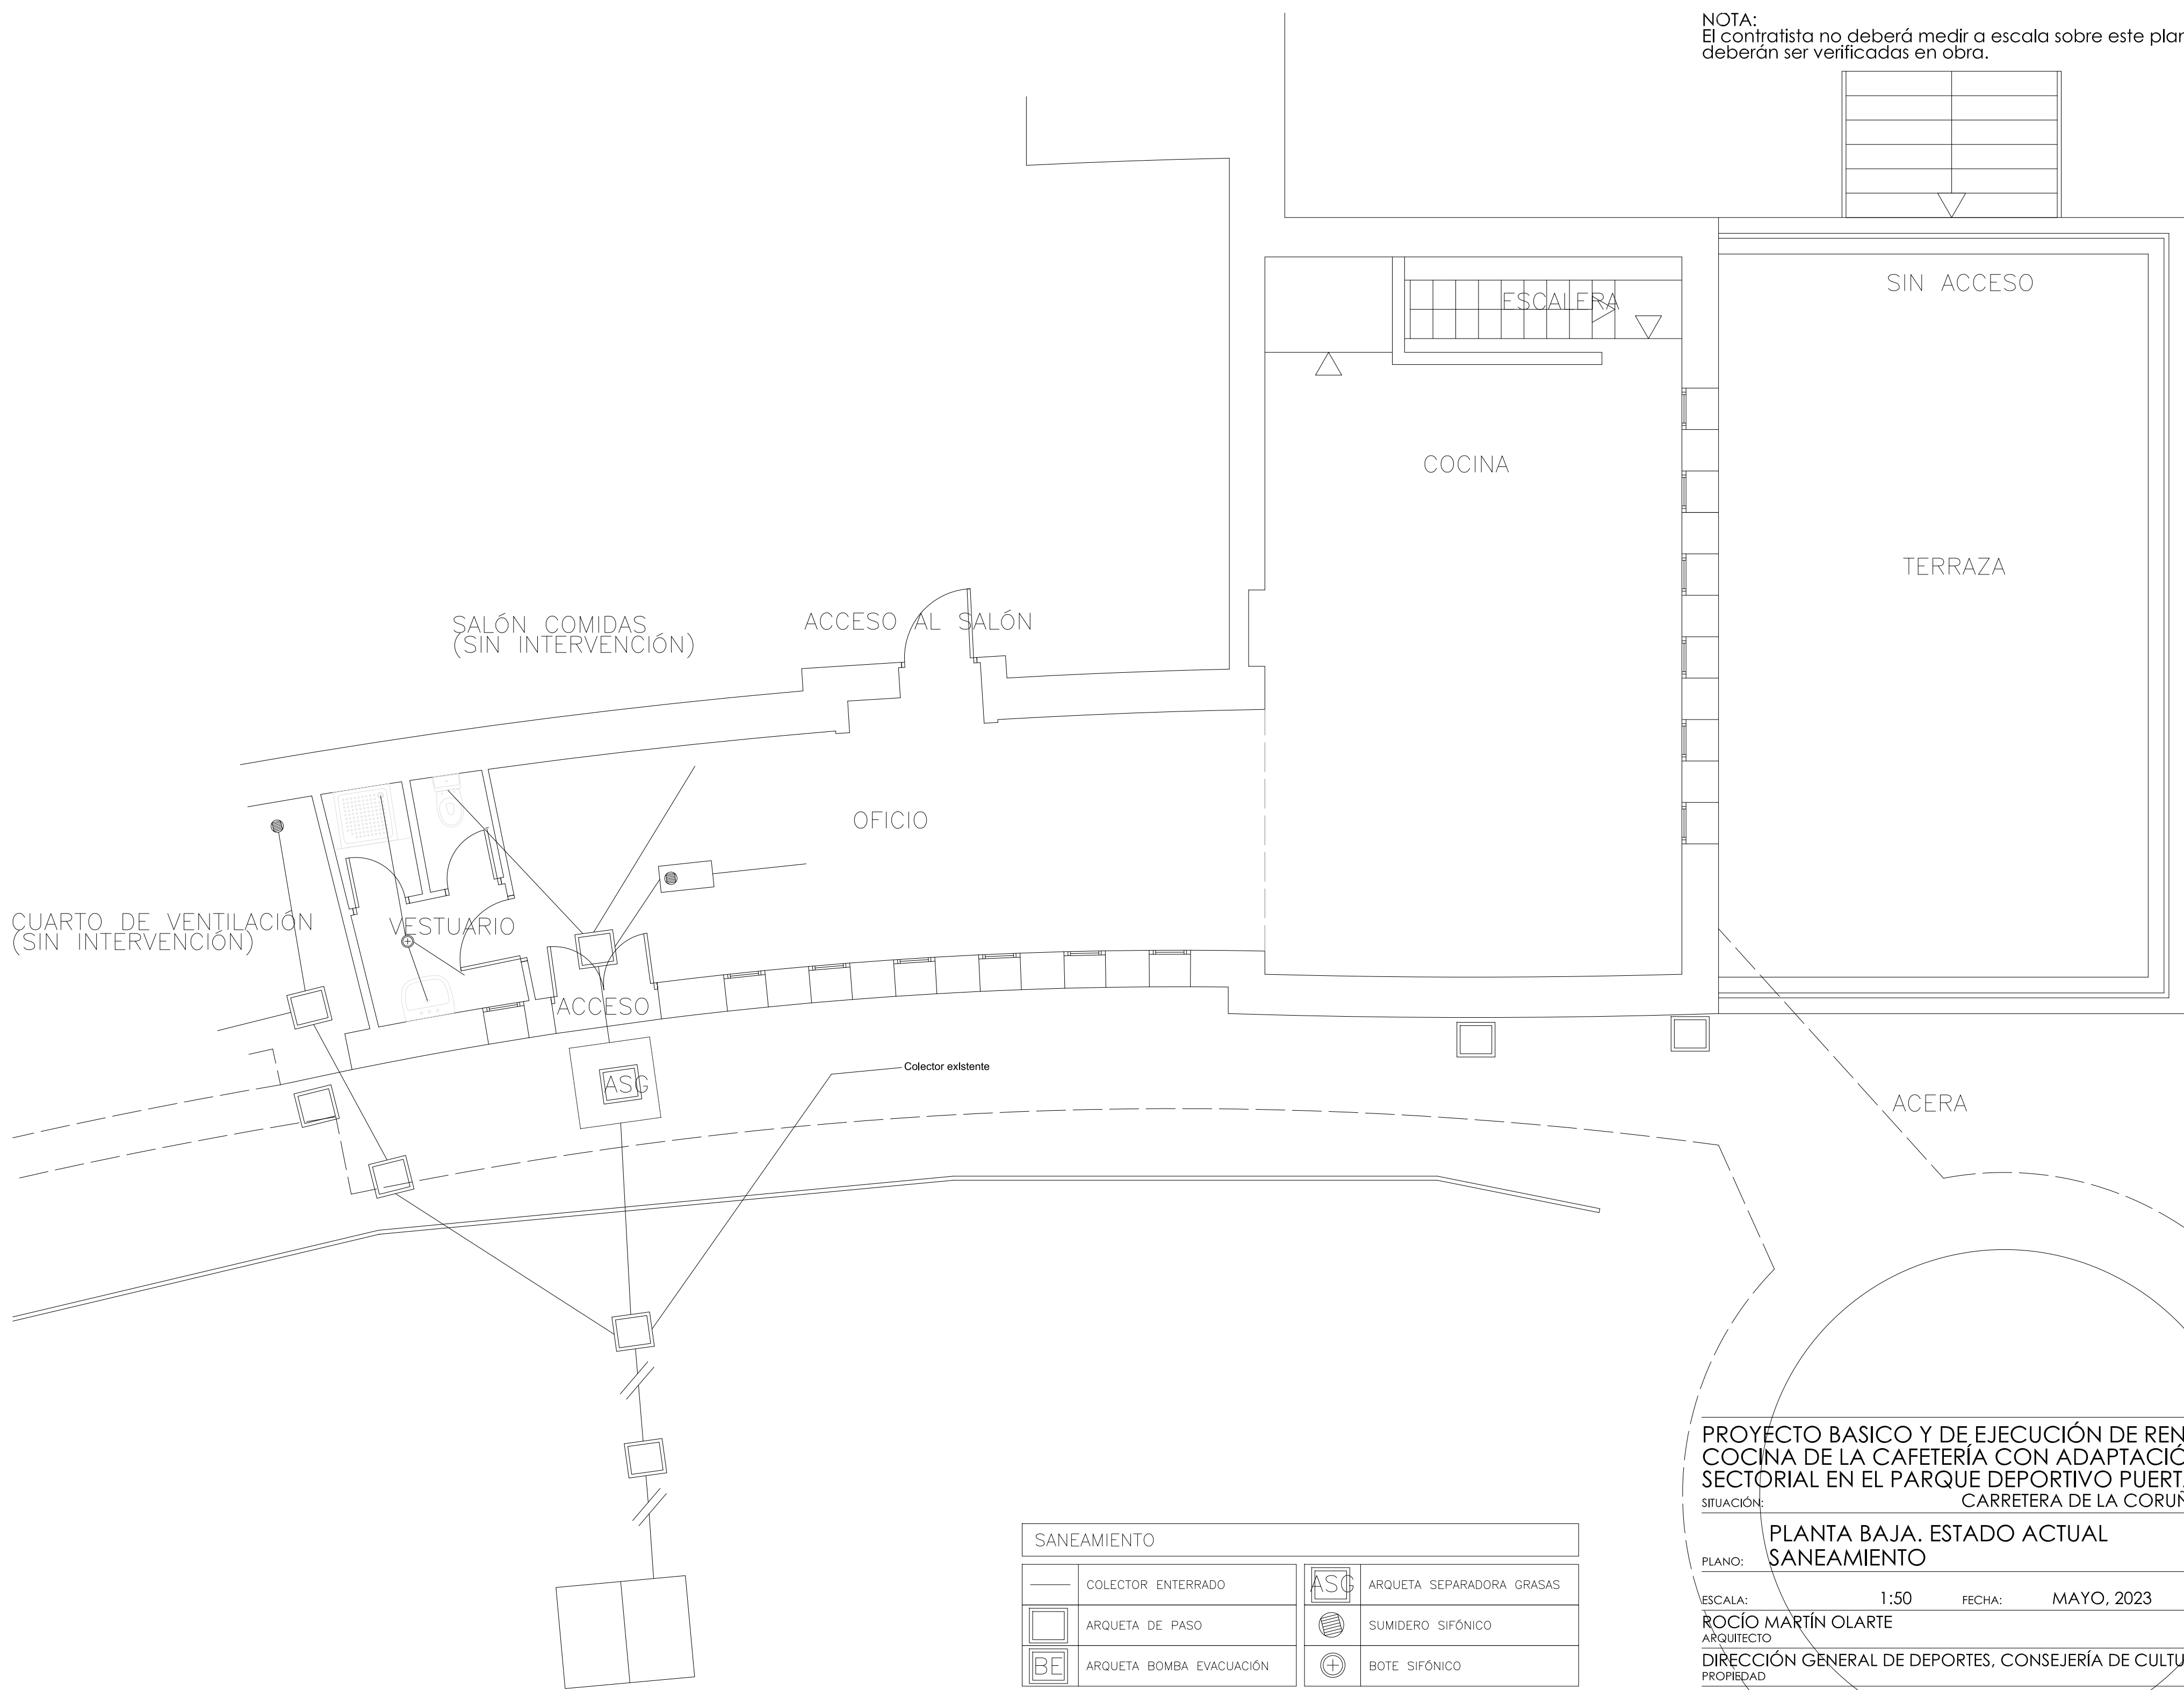 NOTA:
El contratista no deberá medir a escala sobre este plan
deberán ser verificadas en obra.
SIN ACCESO
ESCALERA
COCINA
TERRAZA
SALÓN COMIDAS
(SIN INTERVENCIÓN)
ACCESO AL SALÓN
OFICIO
CUARTO DE VENTILACIÓN
(SIN INTERVENCIÓN)
VESTUARIO
ACCESO
ASG
Colector existente
ACERA
SANEAMIENTO
COLECTOR ENTERRADO
ARQUETA DE PASO
BE ARQUETA BOMBA EVACUACIÓN
ASG ARQUETA SEPARADORA GRASAS
SUMIDERO SIFÓNICO
BOTE SIFÓNICO
PROYECTO BASICO Y DE EJECUCIÓN DE REN
COCINA DE LA CAFETERÍA CON ADAPTACIÓ
SECTORIAL EN EL PARQUE DEPORTIVO PUERT
SITUACIÓN: CARRETERA DE LA CORUÑ
PLANTA BAJA. ESTADO ACTUAL
PLANO: SANEAMIENTO
ESCALA: 1:50 FECHA: MAYO, 2023
ROCÍO MARTÍN OLARTE
ARQUITECTO
DIRECCIÓN GENERAL DE DEPORTES, CONSEJERÍA DE CULTU
PROPIEDAD